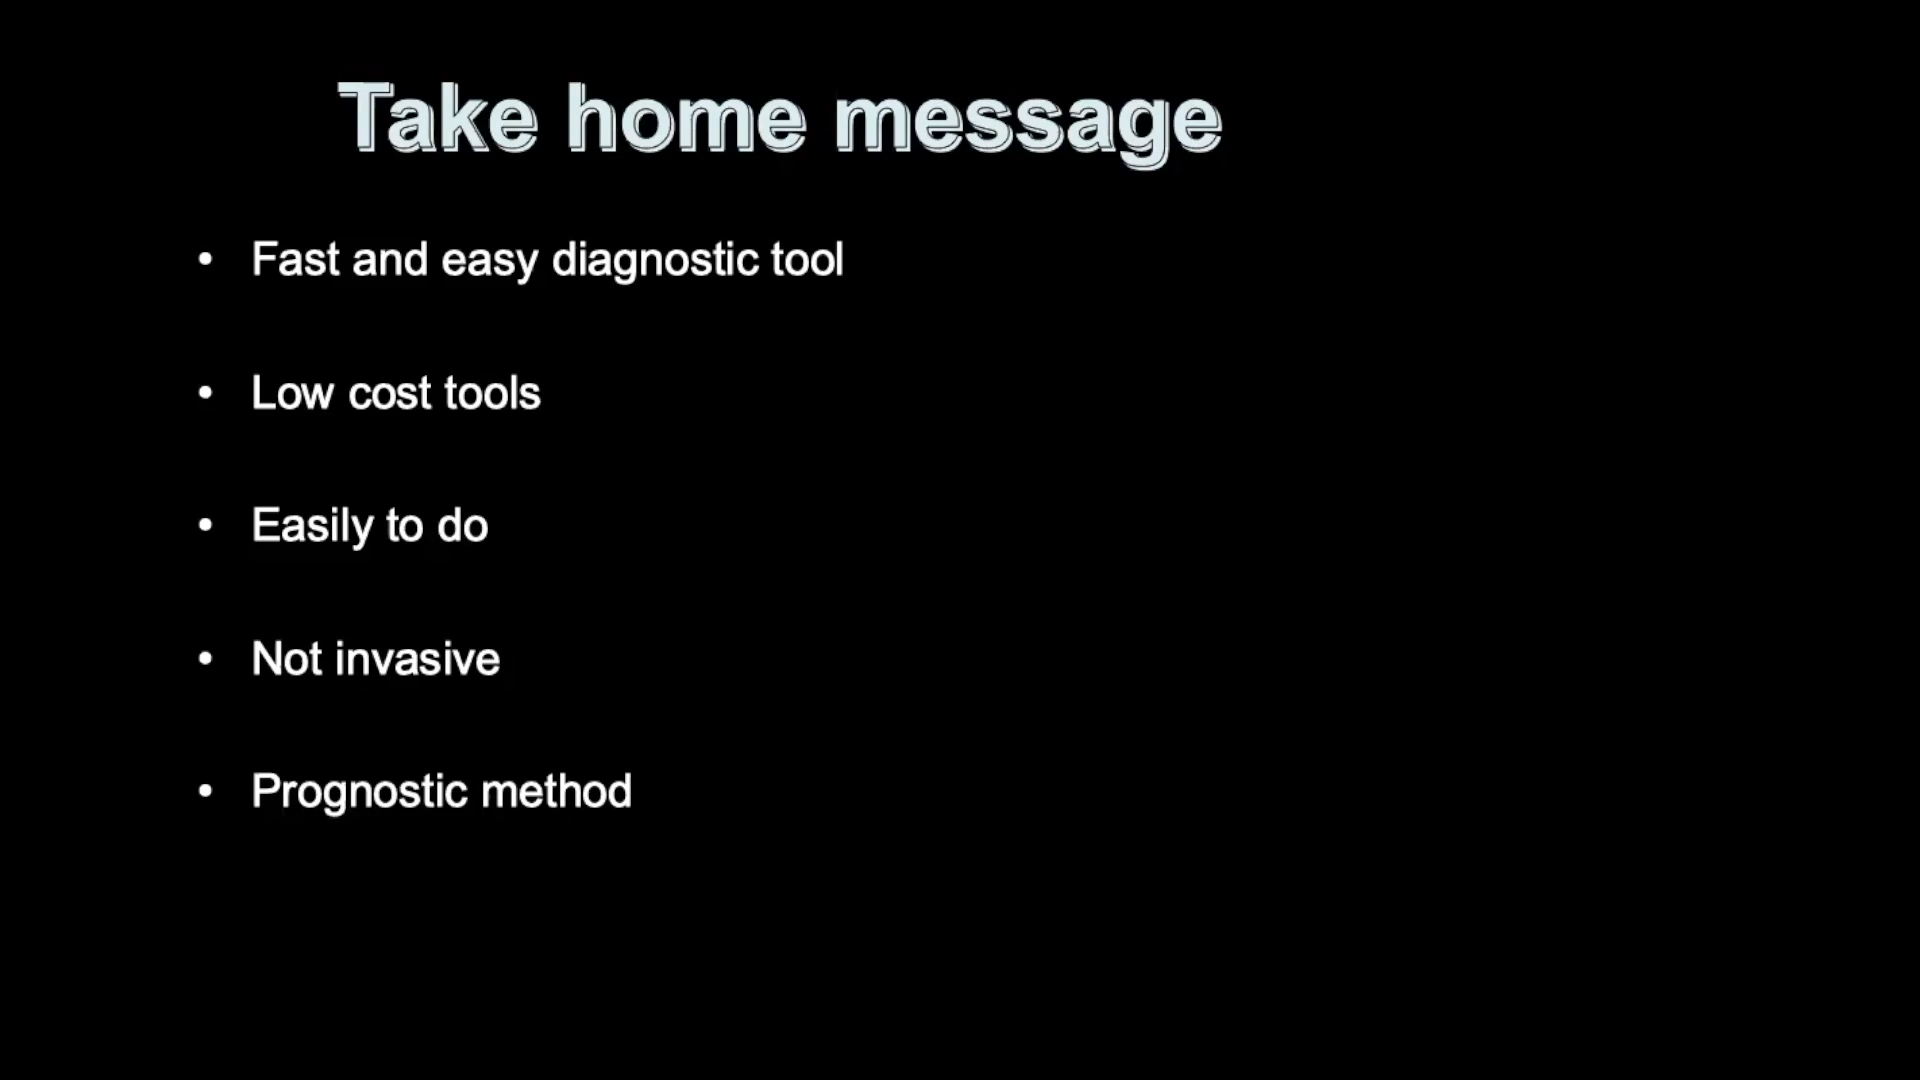 Take home message
• Fast and easy diagnostic tool
• Low cost tools
• Easily to do
• Not invasive
• Prognostic method